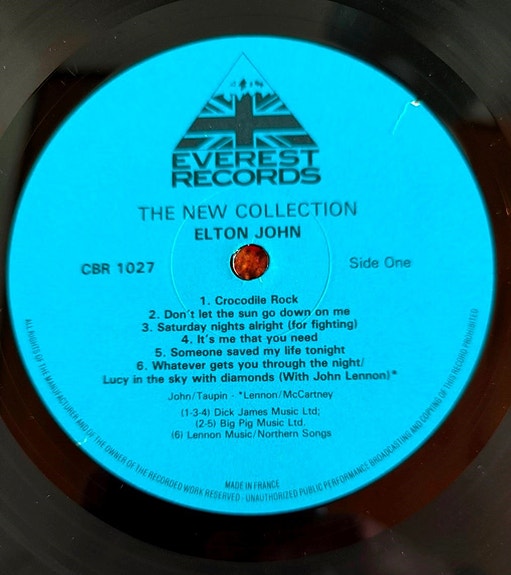 EVEREST
RECORDS
THE NEW COLLECTION
ELTON JOHN
CBR 1027
Side One
1. Crocodile Rock
2. Don't let the sun go down on me
3. Saturday nights alright (for fighting)
4. It's me that you need
5. Someone saved my life tonight
6. Whatever gets you through the night/
Lucy in the sky with diamonds (With John Lennon)*
John/Taupin - *Lennon/McCartney
(1-3-4) Dick James Music Ltd;
(2-5) Big Pig Music Ltd.
(6) Lennon Music/Northern Songs
MADE IN FRANCE
ALL RIGHTS OF THE MANUFACTURER AND OF THE OWNER OF THE RECORDED WORK RESERVED - UNAUTHORIZED PUBLIC PERFORMANCE BROADCASTING AND COPYING OF THIS RECORD PROHIBITED